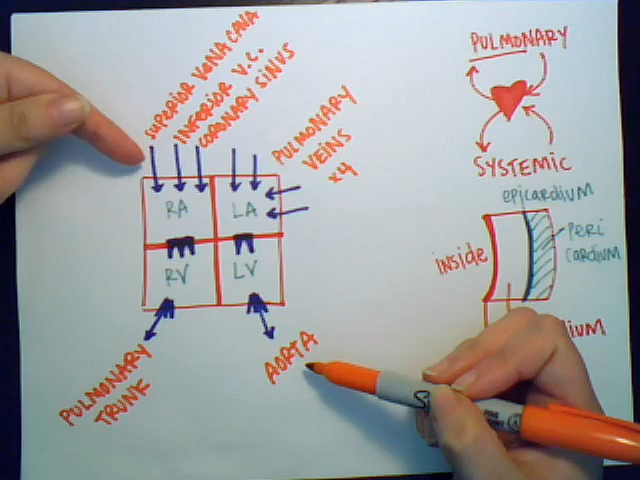 SUPERIOR VENA CAVA
INFERIOR V.C.
CORONARY SINUS
PULMONARY
VEINS
x4
RA
LA
RV
LV
PULMONARY
TRUNK
AORTA
PULMONARY
SYSTEMIC
epicardium
PERI
CARDIUM
inside